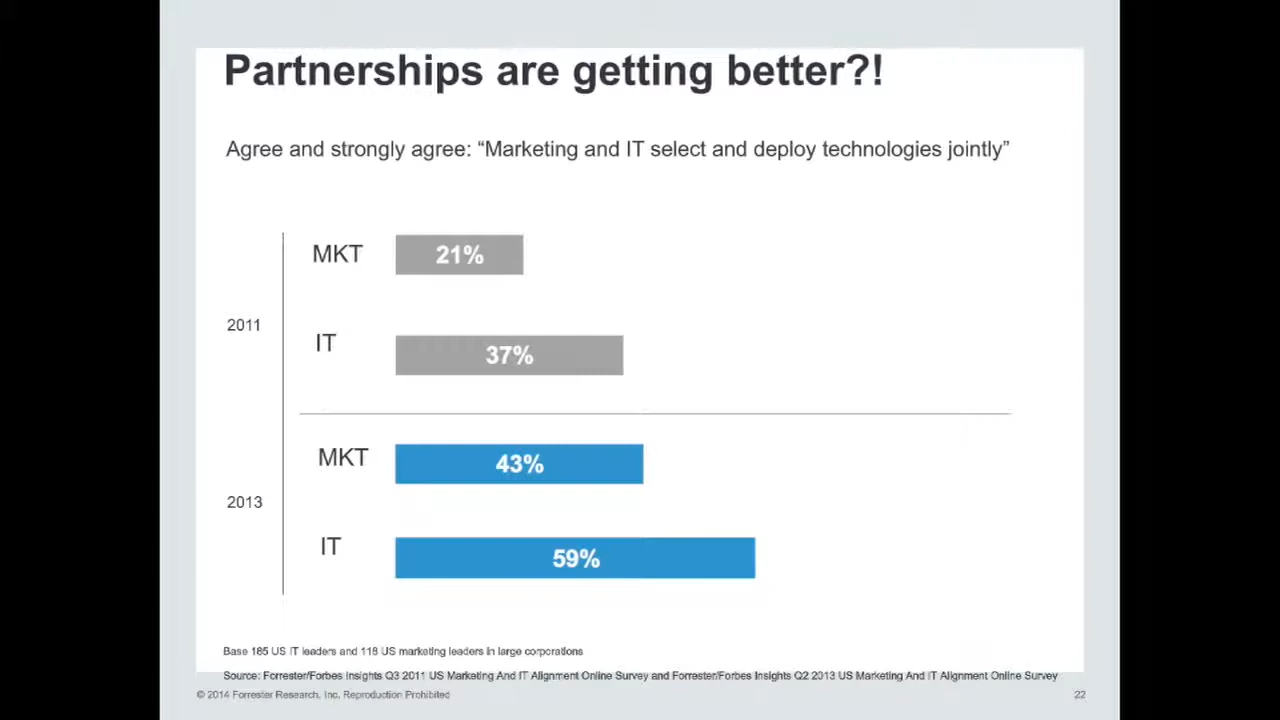 Partnerships are getting better?!
Agree and strongly agree: “Marketing and IT select and deploy technologies jointly”
MKT
21%
2011
IT
37%
MKT
43%
2013
IT
59%
Base 185 US IT leaders and 118 US marketing leaders in large corporations
Source: Forrester/Forbes Insights Q3 2011 US Marketing And IT Alignment Online Survey and Forrester/Forbes Insights Q2 2013 US Marketing And IT Alignment Online Survey
© 2014 Forrester Research, Inc. Reproduction Prohibited
22